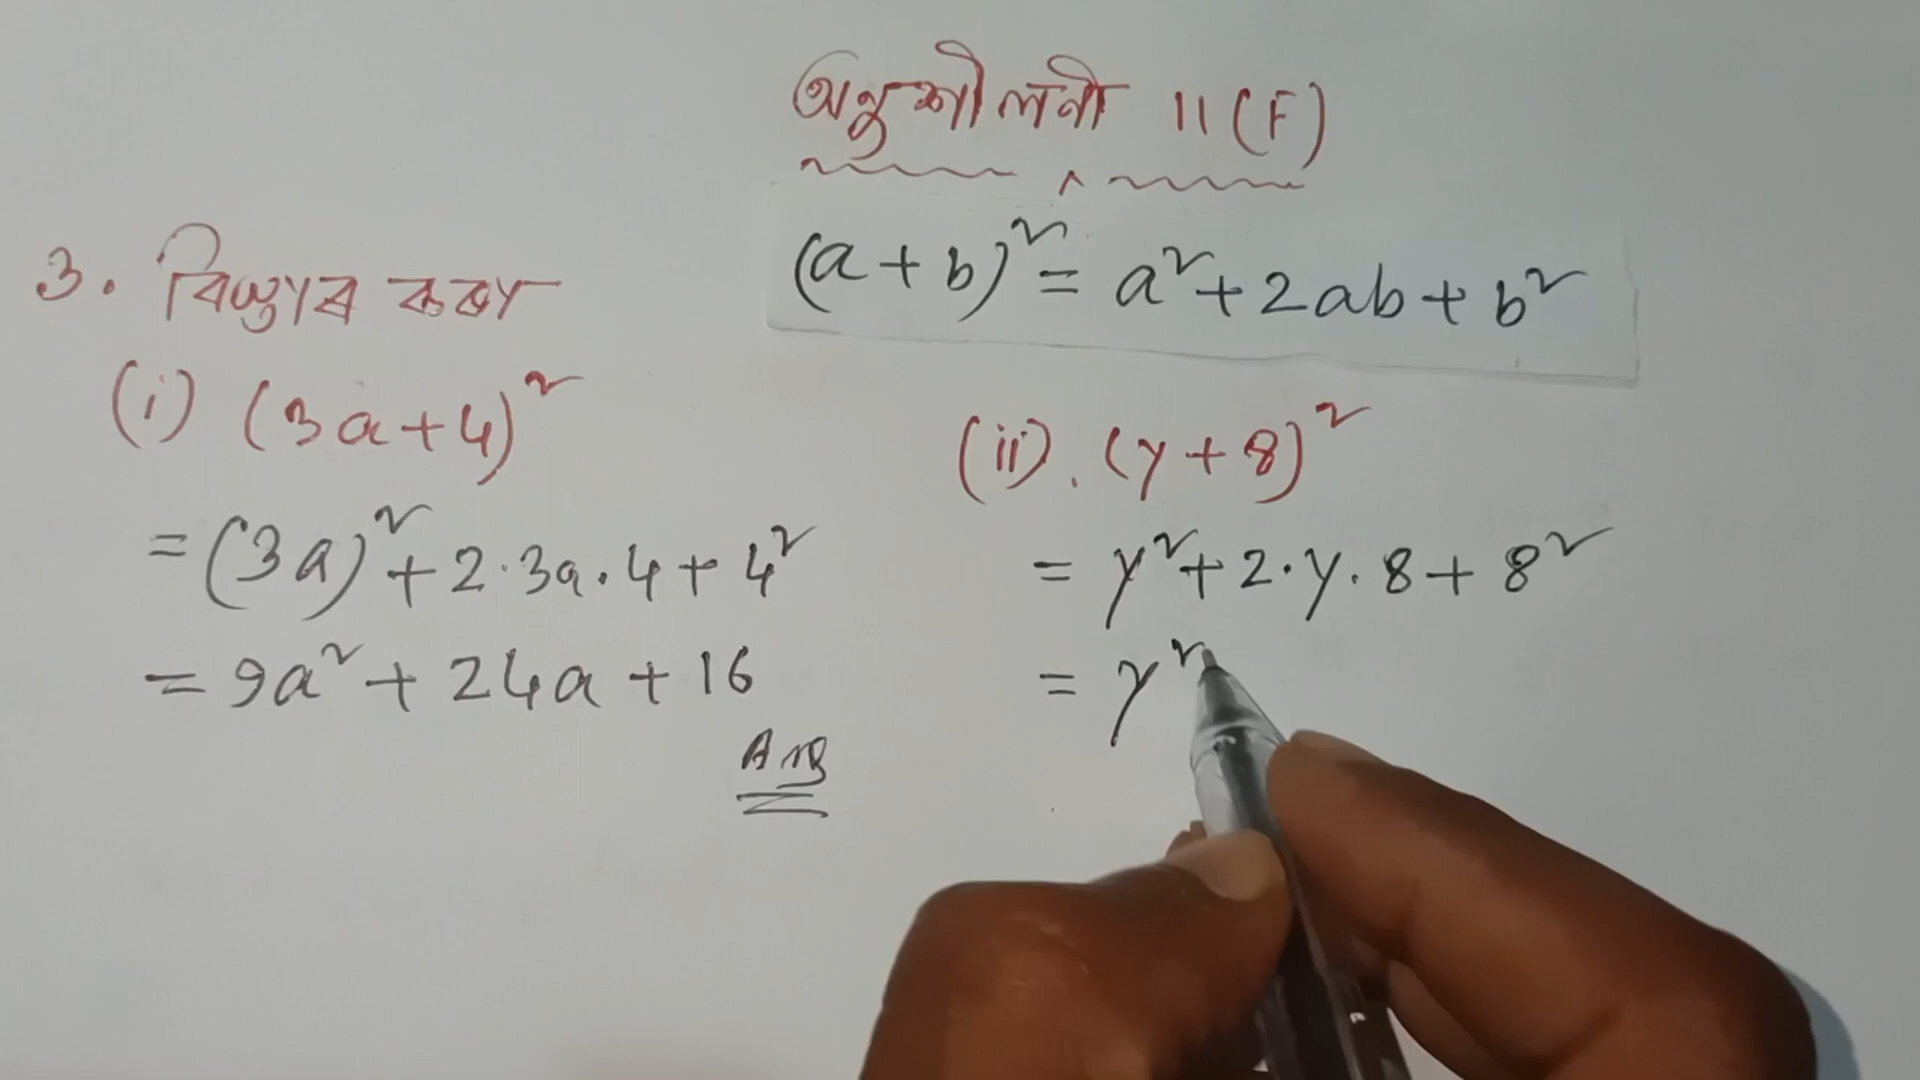 অনুশীলনী 11(F)
(a+b)² = a² + 2ab + b²
3. বিস্তাৰ কৰা
(i) (3a+4)²
= (3a)² + 2·3a·4 + 4²
= 9a² + 24a + 16
Ans
(ii). (y+8)²
= y² + 2·y·8 + 8²
= y²